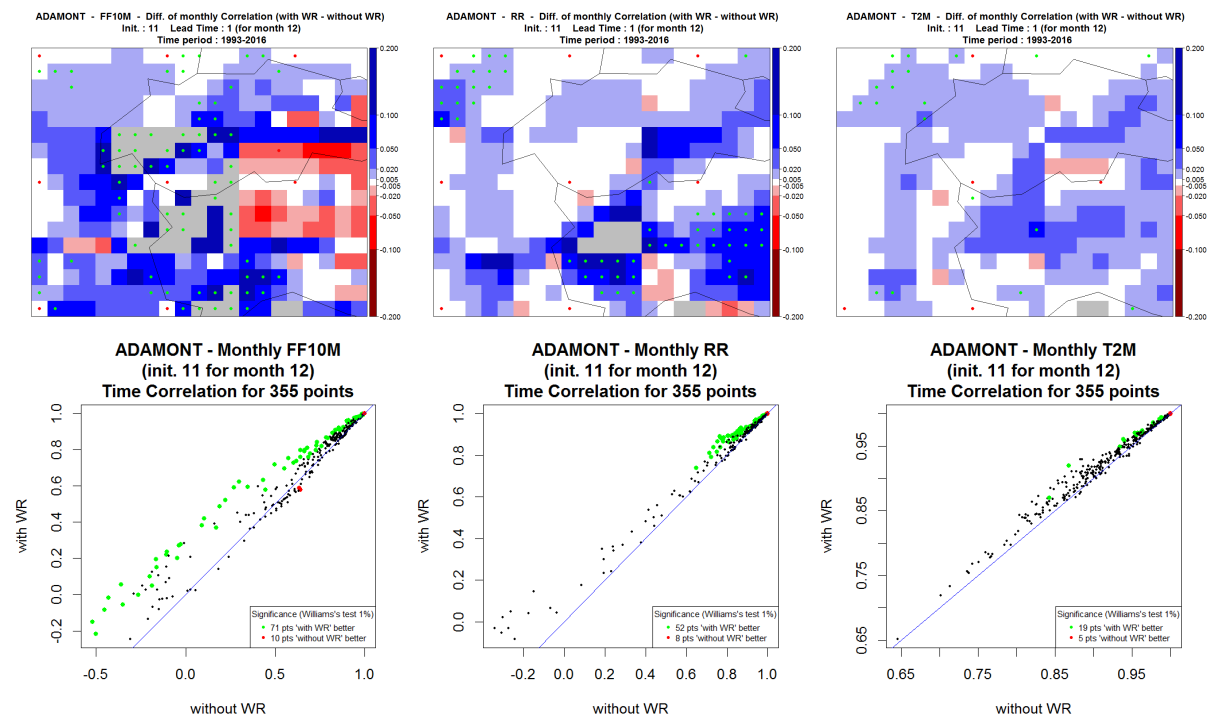 ADAMONT - FF10M - Diff. of monthly Correlation (with WR - without WR)
Init. : 11 Lead Time : 1 (for month 12)
Time period : 1993-2016
0.200
0.100
0.050
0.020
0.005
-0.005
-0.020
-0.050
-0.100
-0.200
ADAMONT - RR - Diff. of monthly Correlation (with WR - without WR)
Init. : 11 Lead Time : 1 (for month 12)
Time period : 1993-2016
0.200
0.100
0.050
0.020
0.005
-0.005
-0.020
-0.050
-0.100
-0.200
ADAMONT - T2M - Diff. of monthly Correlation (with WR - without WR)
Init. : 11 Lead Time : 1 (for month 12)
Time period : 1993-2016
0.200
0.100
0.050
0.020
0.005
-0.005
-0.020
-0.050
-0.100
-0.200
ADAMONT - Monthly FF10M
(init. 11 for month 12)
Time Correlation for 355 points
with WR
1.0
0.8
0.6
0.4
0.2
0.0
-0.2
Significance (Williams's test 1%)
71 pts 'with WR' better
10 pts 'without WR' better
-0.5
0.0
0.5
1.0
without WR
ADAMONT - Monthly RR
(init. 11 for month 12)
Time Correlation for 355 points
with WR
1.0
0.8
0.6
0.4
0.2
0.0
Significance (Williams's test 1%)
52 pts 'with WR' better
8 pts 'without WR' better
-0.2
0.0
0.2
0.4
0.6
0.8
1.0
without WR
ADAMONT - Monthly T2M
(init. 11 for month 12)
Time Correlation for 355 points
with WR
0.95
0.85
0.75
0.65
Significance (Williams's test 1%)
19 pts 'with WR' better
5 pts 'without WR' better
0.65
0.75
0.85
0.95
without WR